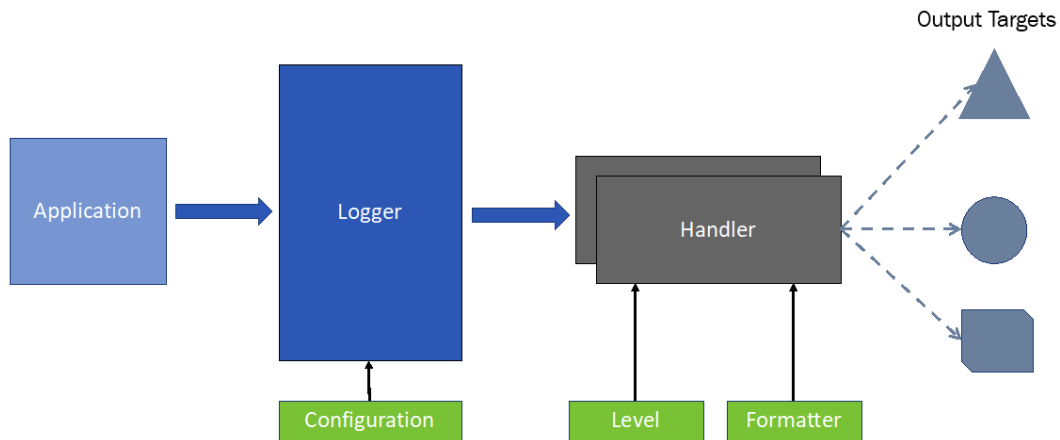 Output Targets
Application
Logger
Handler
Configuration
Level
Formatter